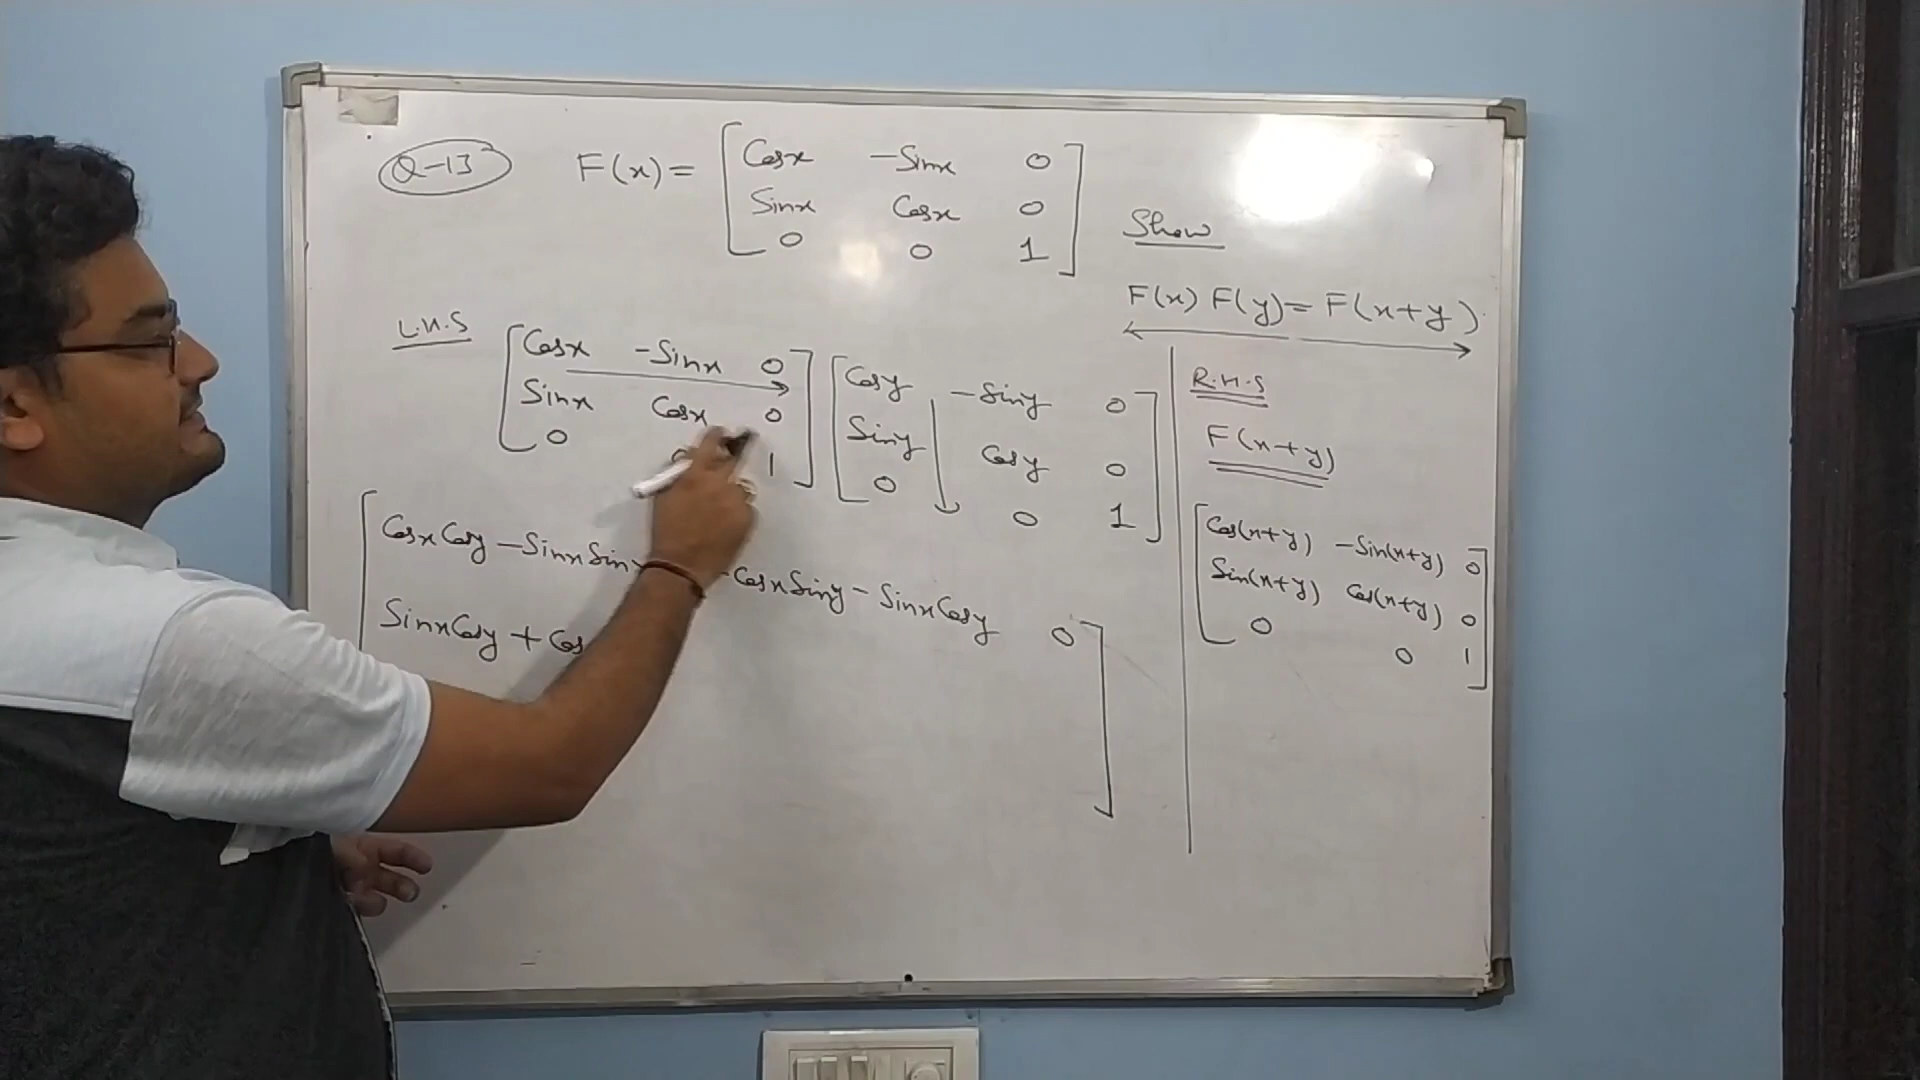 Q-13
F(x) = [ Cosx -Sinx 0
Sinx Cosx 0
0 0 1 ]
Show
F(x) F(y) = F(x+y)
L.H.S
[ Cosx -Sinx 0
Sinx Cosx 0
0 0 1 ]
[ Cosy -Siny 0
Siny Cosy 0
0 0 1 ]
[ CosxCosy - SinxSiny -CosxSiny - SinxCosy 0
SinxCosy + Cos ]
R.H.S
F(x+y)
[ Cos(x+y) -Sin(x+y) 0
Sin(x+y) Cos(x+y) 0
0 0 1 ]